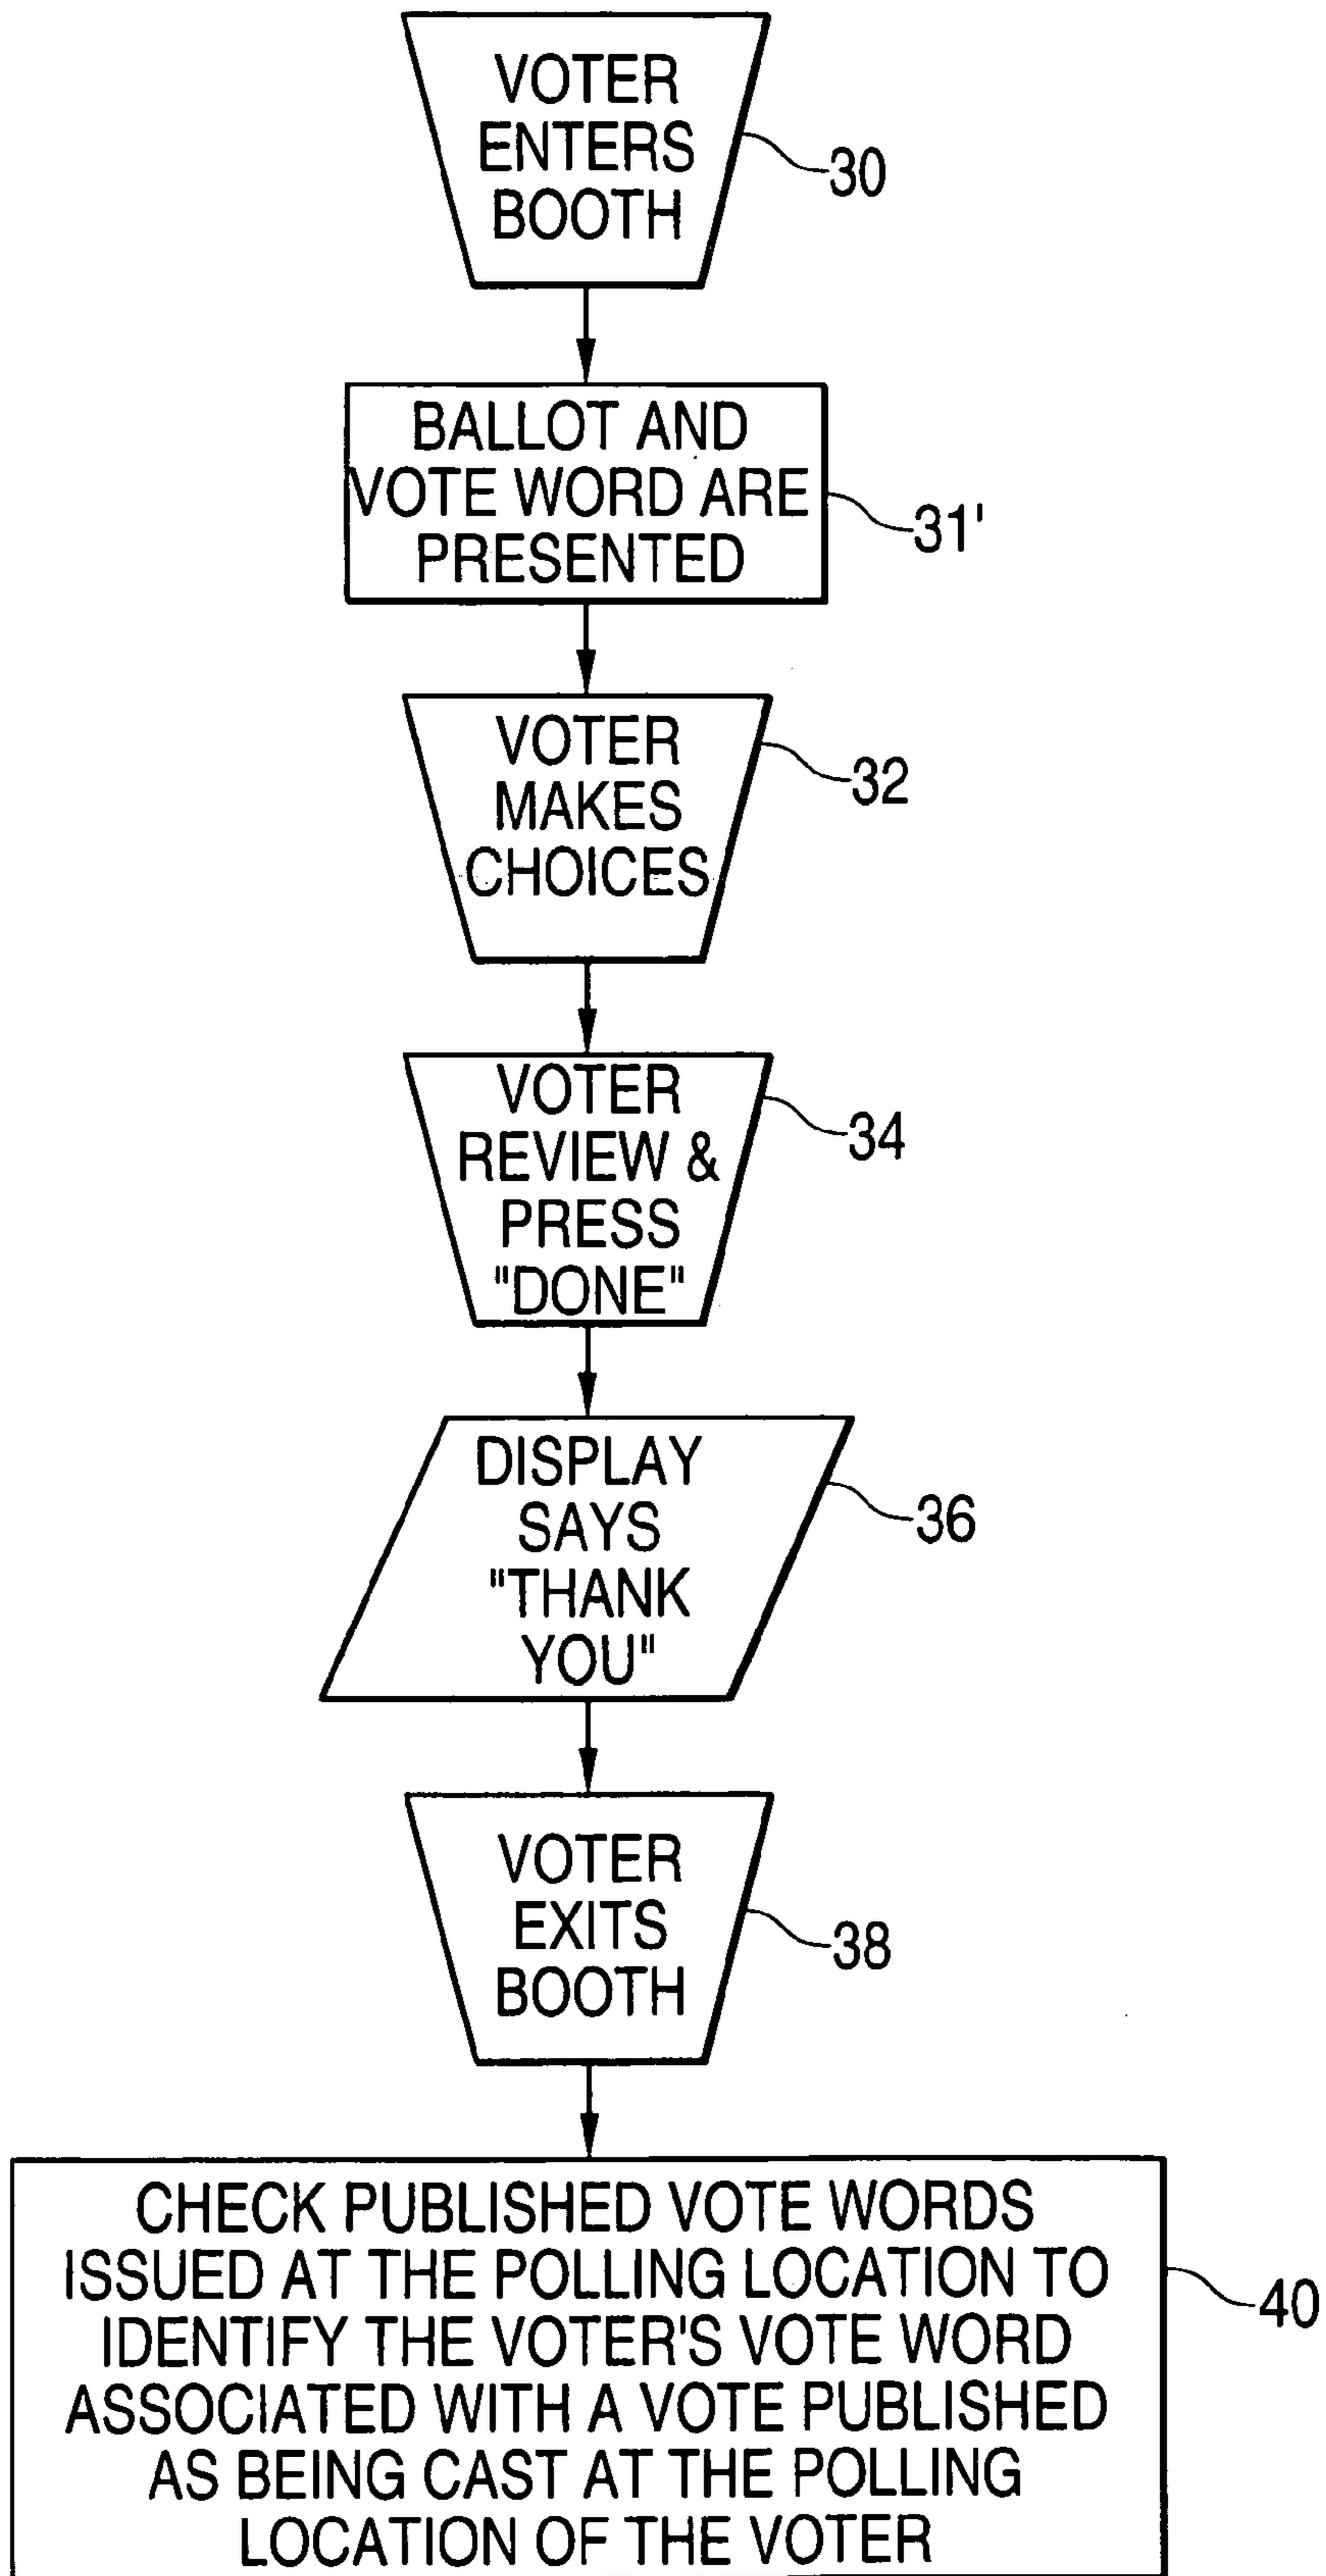 VOTER
ENTERS
BOOTH
30
BALLOT AND
VOTE WORD ARE
PRESENTED
31'
VOTER
MAKES
CHOICES
32
VOTER
REVIEW &
PRESS
"DONE"
34
DISPLAY
SAYS
"THANK
YOU"
36
VOTER
EXITS
BOOTH
38
CHECK PUBLISHED VOTE WORDS
ISSUED AT THE POLLING LOCATION TO
IDENTIFY THE VOTER'S VOTE WORD
ASSOCIATED WITH A VOTE PUBLISHED
AS BEING CAST AT THE POLLING
LOCATION OF THE VOTER
40